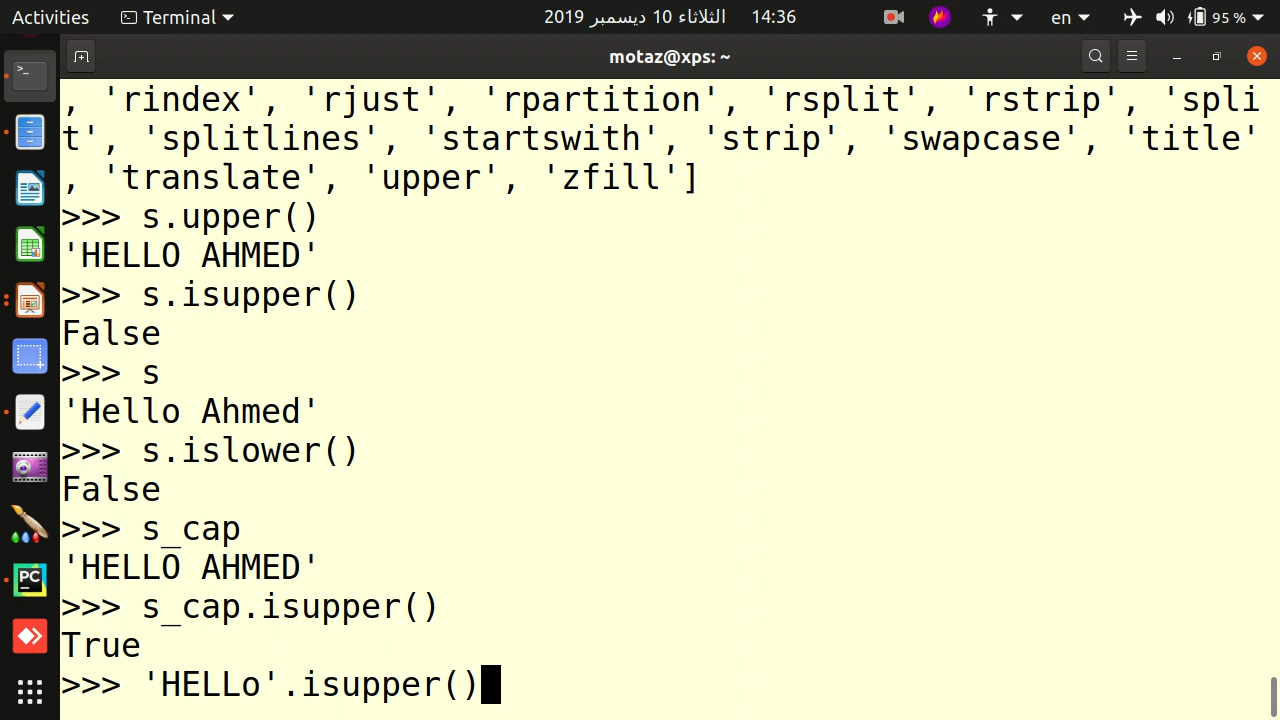 Activities Terminal الثلاثاء 10 ديسمبر 2019 14:36 en 95 %
motaz@xps: ~
, 'rindex', 'rjust', 'rpartition', 'rsplit', 'rstrip', 'spli
t', 'splitlines', 'startswith', 'strip', 'swapcase', 'title'
, 'translate', 'upper', 'zfill']
>>> s.upper()
'HELLO AHMED'
>>> s.isupper()
False
>>> s
'Hello Ahmed'
>>> s.islower()
False
>>> s_cap
'HELLO AHMED'
>>> s_cap.isupper()
True
>>> 'HELLo'.isupper()
>_
PC